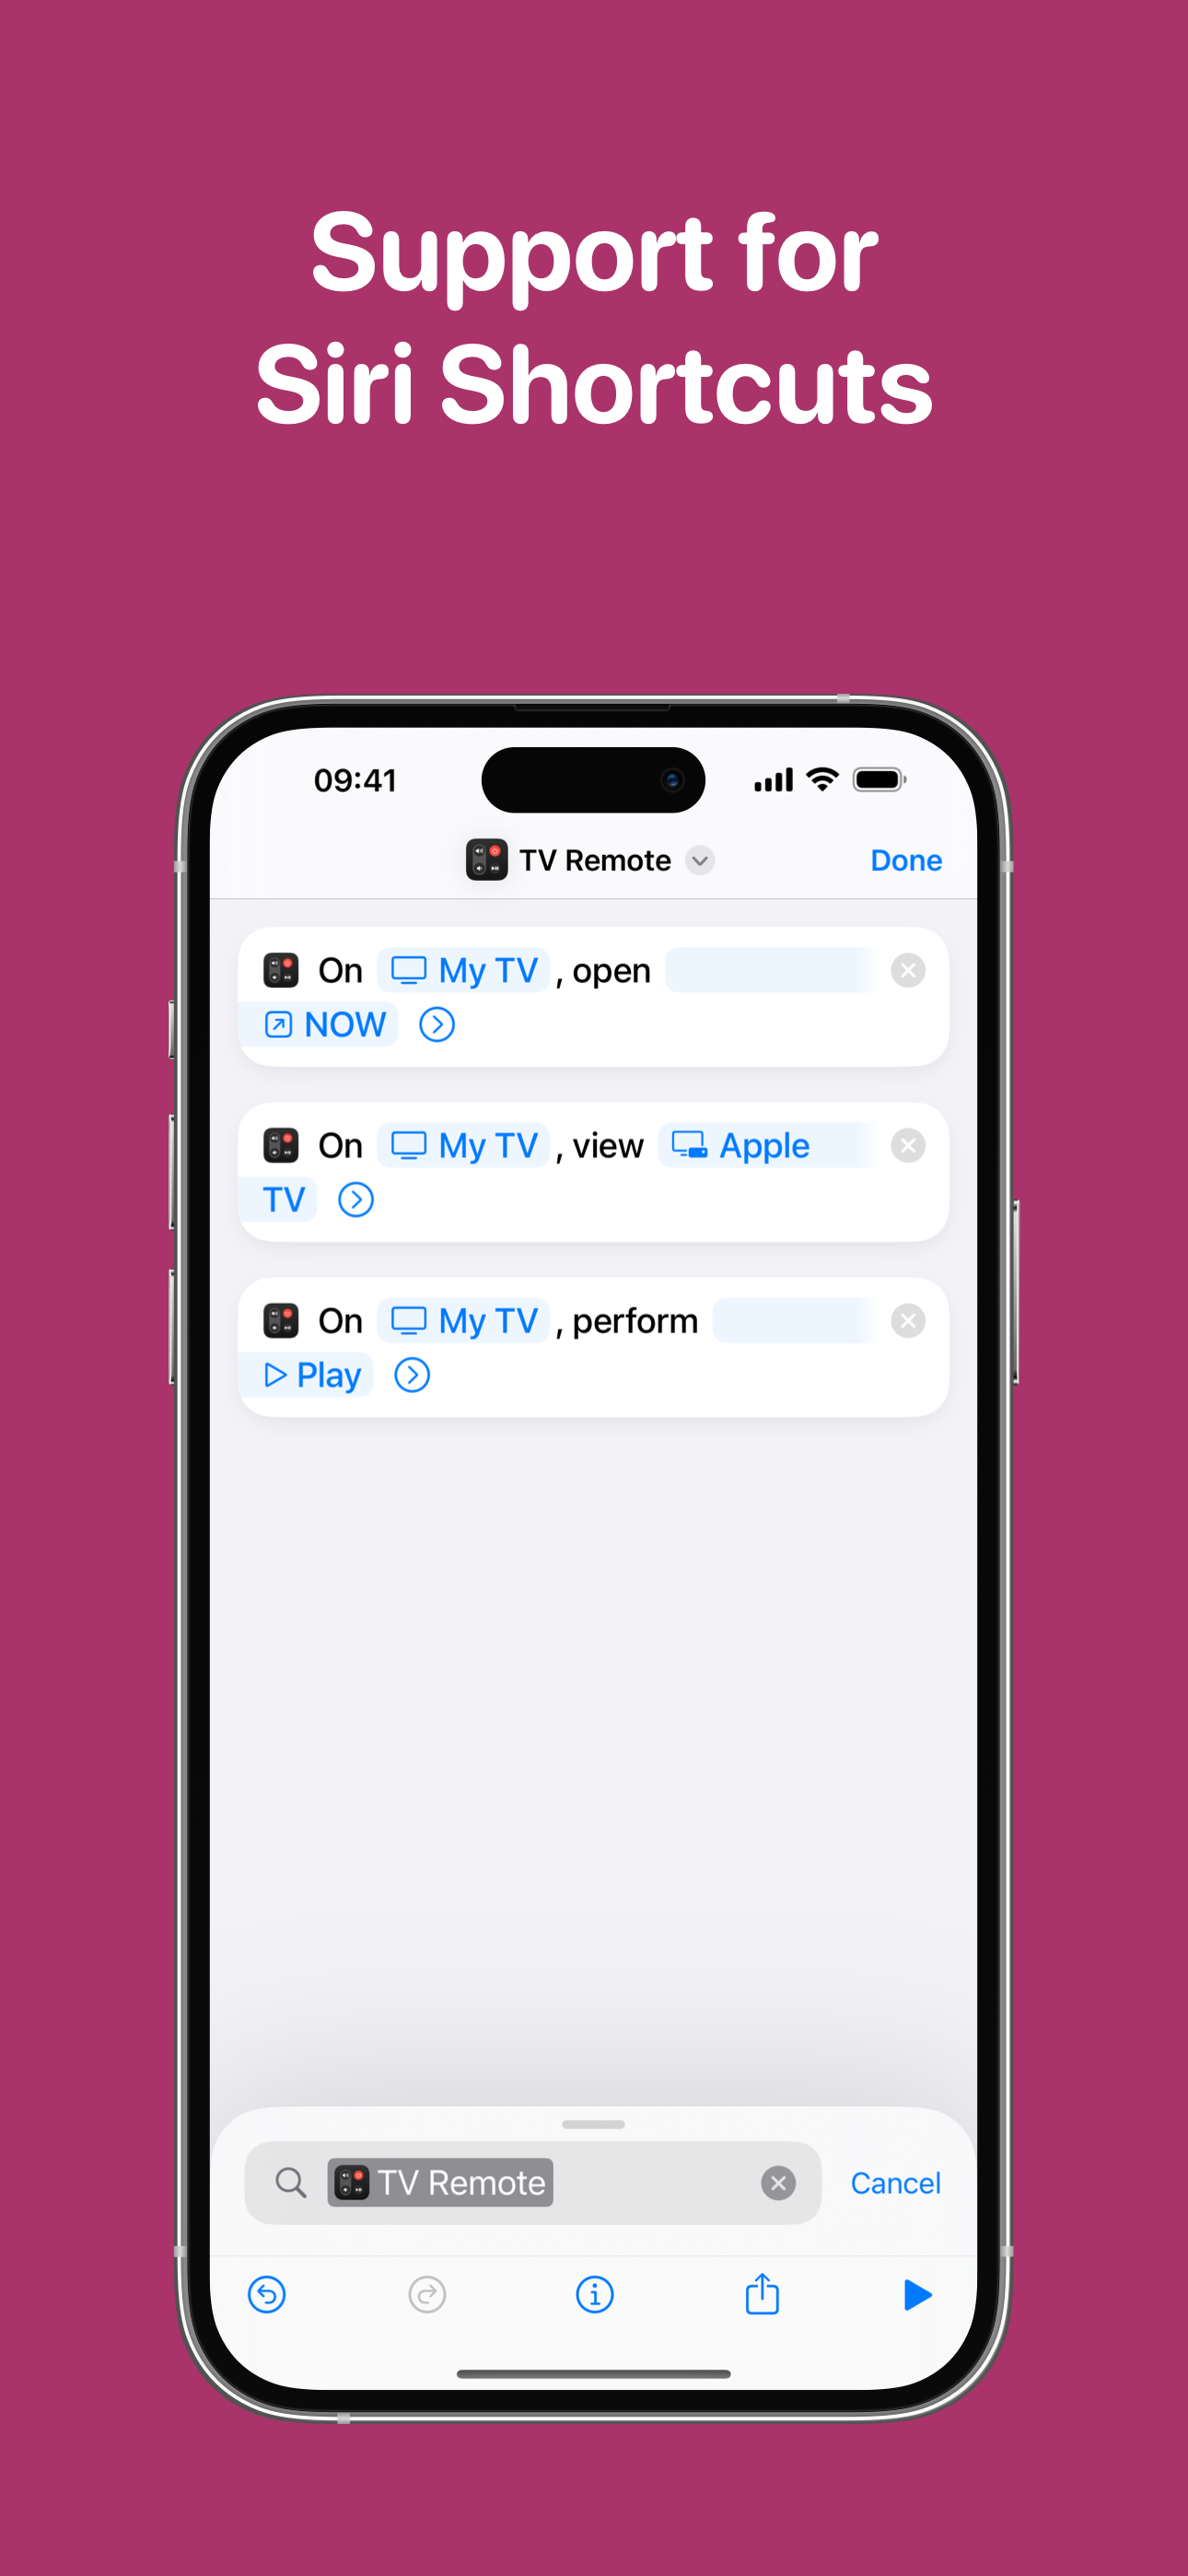 Support for
Siri Shortcuts
09:41
TV Remote Done
On My TV, open
NOW
On My TV, view Apple
TV
On My TV, perform
Play
TV Remote Cancel